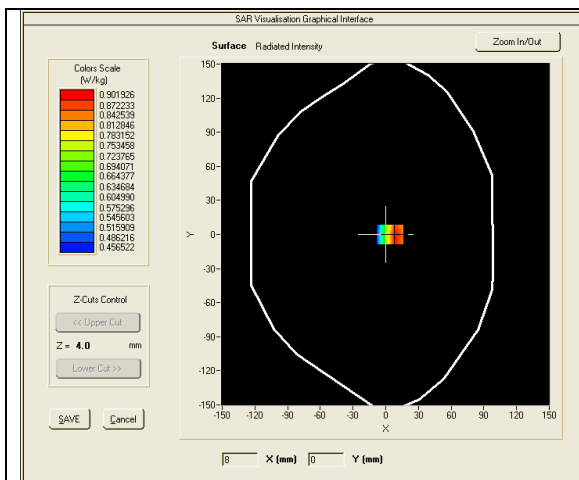 SAR Visualisation Graphical Interface
Surface Radiated Intensity
Zoom In/Out
Colors Scale
(W/kg)
0.901926
0.872233
0.842539
0.812846
0.783152
0.753458
0.723765
0.694071
0.664377
0.634684
0.604990
0.575296
0.545603
0.515909
0.486216
0.456522
Z-Cuts Control
<< Upper Cut
Z = 4.0 mm
Lower Cut >>
SAVE Cancel
150
120
90
60
30
0
-30
-60
-90
-120
-150
Y
-150 -120 -90 -60 -30 0 30 60 90 120 150
X
8 X (mm) 0 Y (mm)